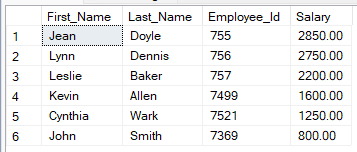 First_Name Last_Name Employee_Id Salary
1 Jean Doyle 755 2850.00
2 Lynn Dennis 756 2750.00
3 Leslie Baker 757 2200.00
4 Kevin Allen 7499 1600.00
5 Cynthia Wark 7521 1250.00
6 John Smith 7369 800.00